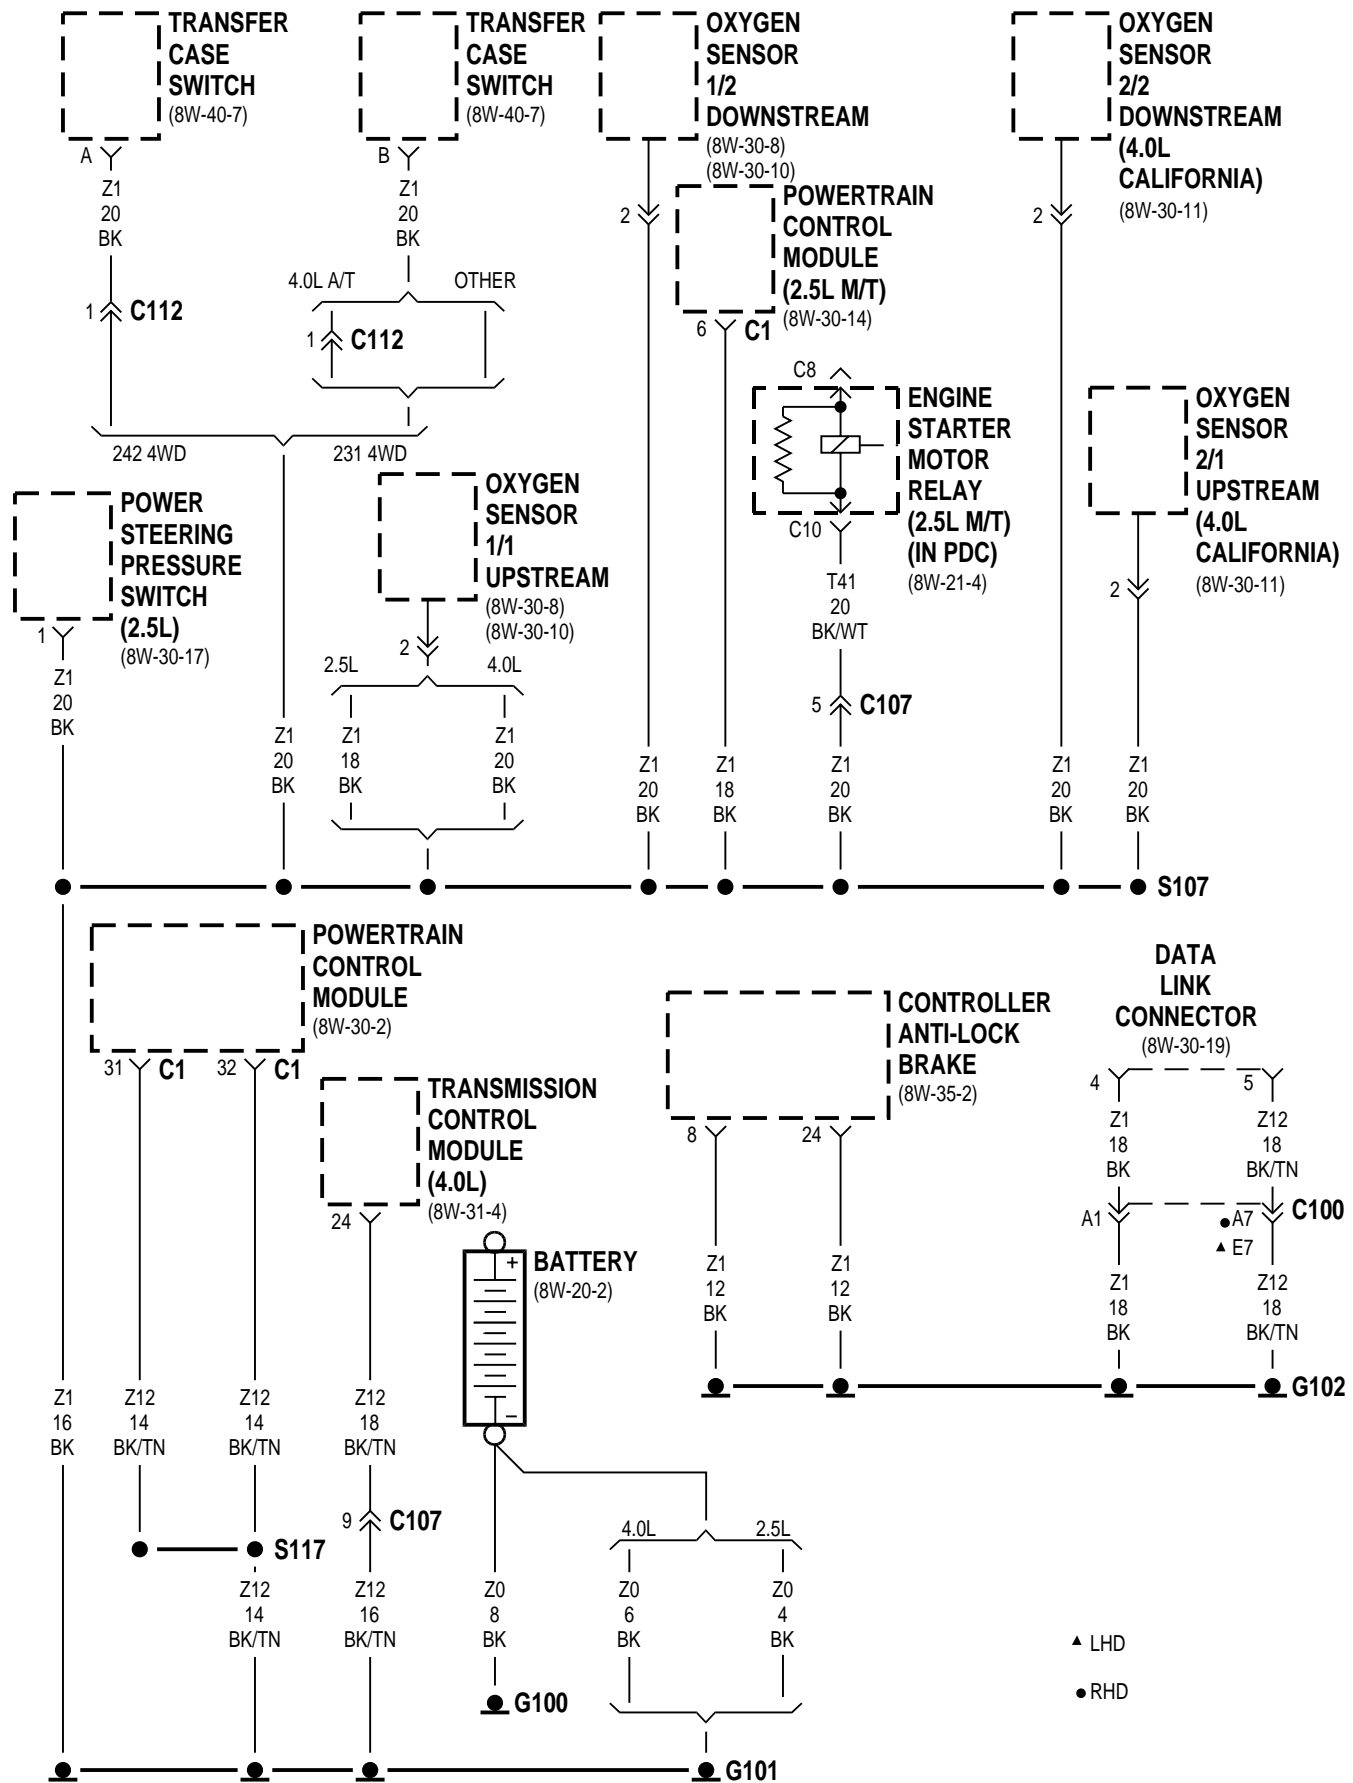 TRANSFER
CASE
SWITCH
(8W-40-7)
A
Z1
20
BK
1
C112
TRANSFER
CASE
SWITCH
(8W-40-7)
B
Z1
20
BK
4.0L A/T
OTHER
1
C112
242 4WD
231 4WD
Z1
20
BK
OXYGEN
SENSOR
1/2
DOWNSTREAM
(8W-30-8)
(8W-30-10)
2
Z1
20
BK
POWERTRAIN
CONTROL
MODULE
(2.5L M/T)
(8W-30-14)
6
C1
Z1
18
BK
OXYGEN
SENSOR
2/2
DOWNSTREAM
(4.0L
CALIFORNIA)
(8W-30-11)
2
Z1
20
BK
C8
ENGINE
STARTER
MOTOR
RELAY
(2.5L M/T)
(IN PDC)
(8W-21-4)
C10
T41
20
BK/WT
5
C107
Z1
20
BK
OXYGEN
SENSOR
2/1
UPSTREAM
(4.0L
CALIFORNIA)
(8W-30-11)
2
Z1
20
BK
POWER
STEERING
PRESSURE
SWITCH
(2.5L)
(8W-30-17)
1
Z1
20
BK
OXYGEN
SENSOR
1/1
UPSTREAM
(8W-30-8)
(8W-30-10)
2
2.5L
4.0L
Z1
18
BK
Z1
20
BK
S107
POWERTRAIN
CONTROL
MODULE
(8W-30-2)
31
C1
32
C1
TRANSMISSION
CONTROL
MODULE
(4.0L)
(8W-31-4)
24
BATTERY
(8W-20-2)
+
–
CONTROLLER
ANTI-LOCK
BRAKE
(8W-35-2)
8
24
Z1
12
BK
Z1
12
BK
DATA
LINK
CONNECTOR
(8W-30-19)
4
5
Z1
18
BK
Z12
18
BK/TN
A1
A7
E7
C100
Z1
18
BK
Z12
18
BK/TN
G102
Z1
16
BK
Z12
14
BK/TN
Z12
14
BK/TN
Z12
18
BK/TN
9
C107
S117
4.0L
2.5L
Z12
14
BK/TN
Z12
16
BK/TN
Z0
8
BK
Z0
6
BK
Z0
4
BK
G100
G101
▲ LHD
● RHD